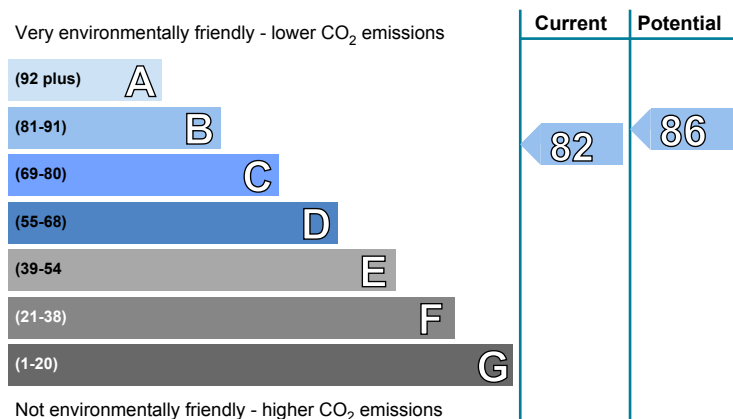 Current Potential
Very environmentally friendly - lower CO2 emissions
(92 plus) A
(81-91) B
82 86
(69-80) C
(55-68) D
(39-54 E
(21-38) F
(1-20) G
Not environmentally friendly - higher CO2 emissions